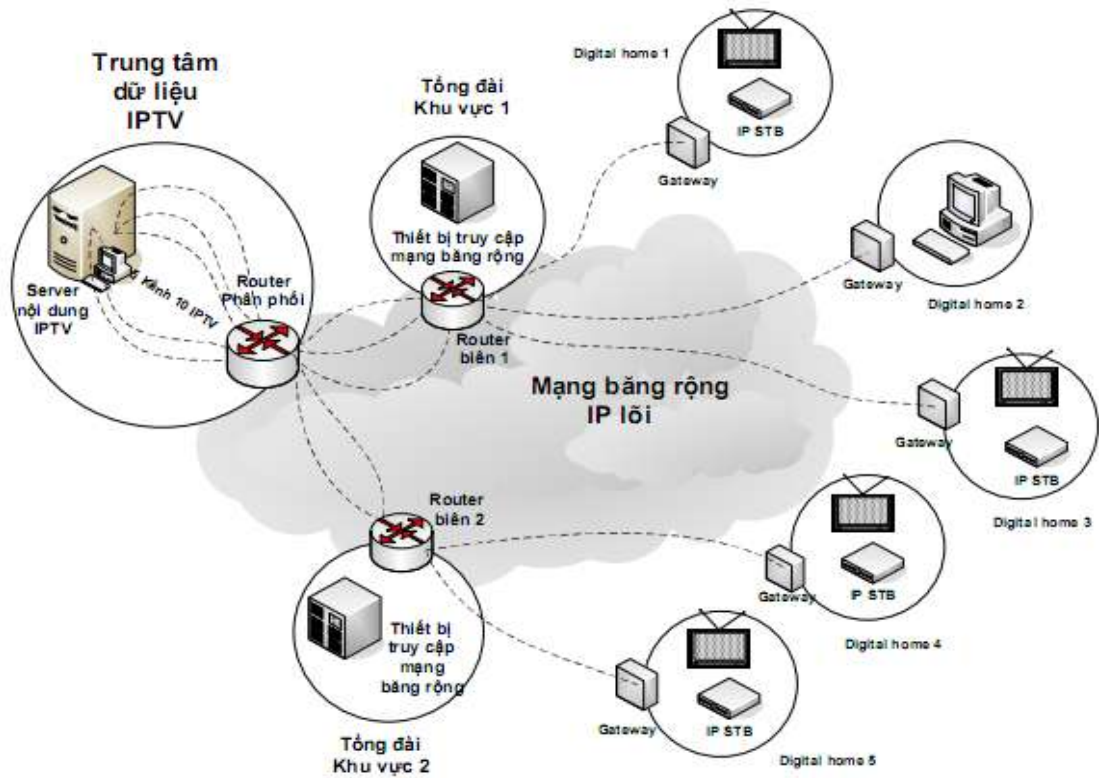 Trung tâm
dữ liệu
IPTV
Server
nội dung
IPTV
Kênh 10 IPTV
Router
Phân phối
Tổng đài
Khu vực 1
Thiết bị truy cập
mạng băng rộng
Router
biên 1
Mạng băng rộng
IP lõi
Router
biên 2
Thiết bị
truy cập
mạng
băng rộng
Tổng đài
Khu vực 2
Digital home 1
IP STB
Gateway
Gateway
Digital home 2
Gateway
IP STB
Digital home 3
Gateway
IP STB
Digital home 4
Gateway
IP STB
Digital home 5